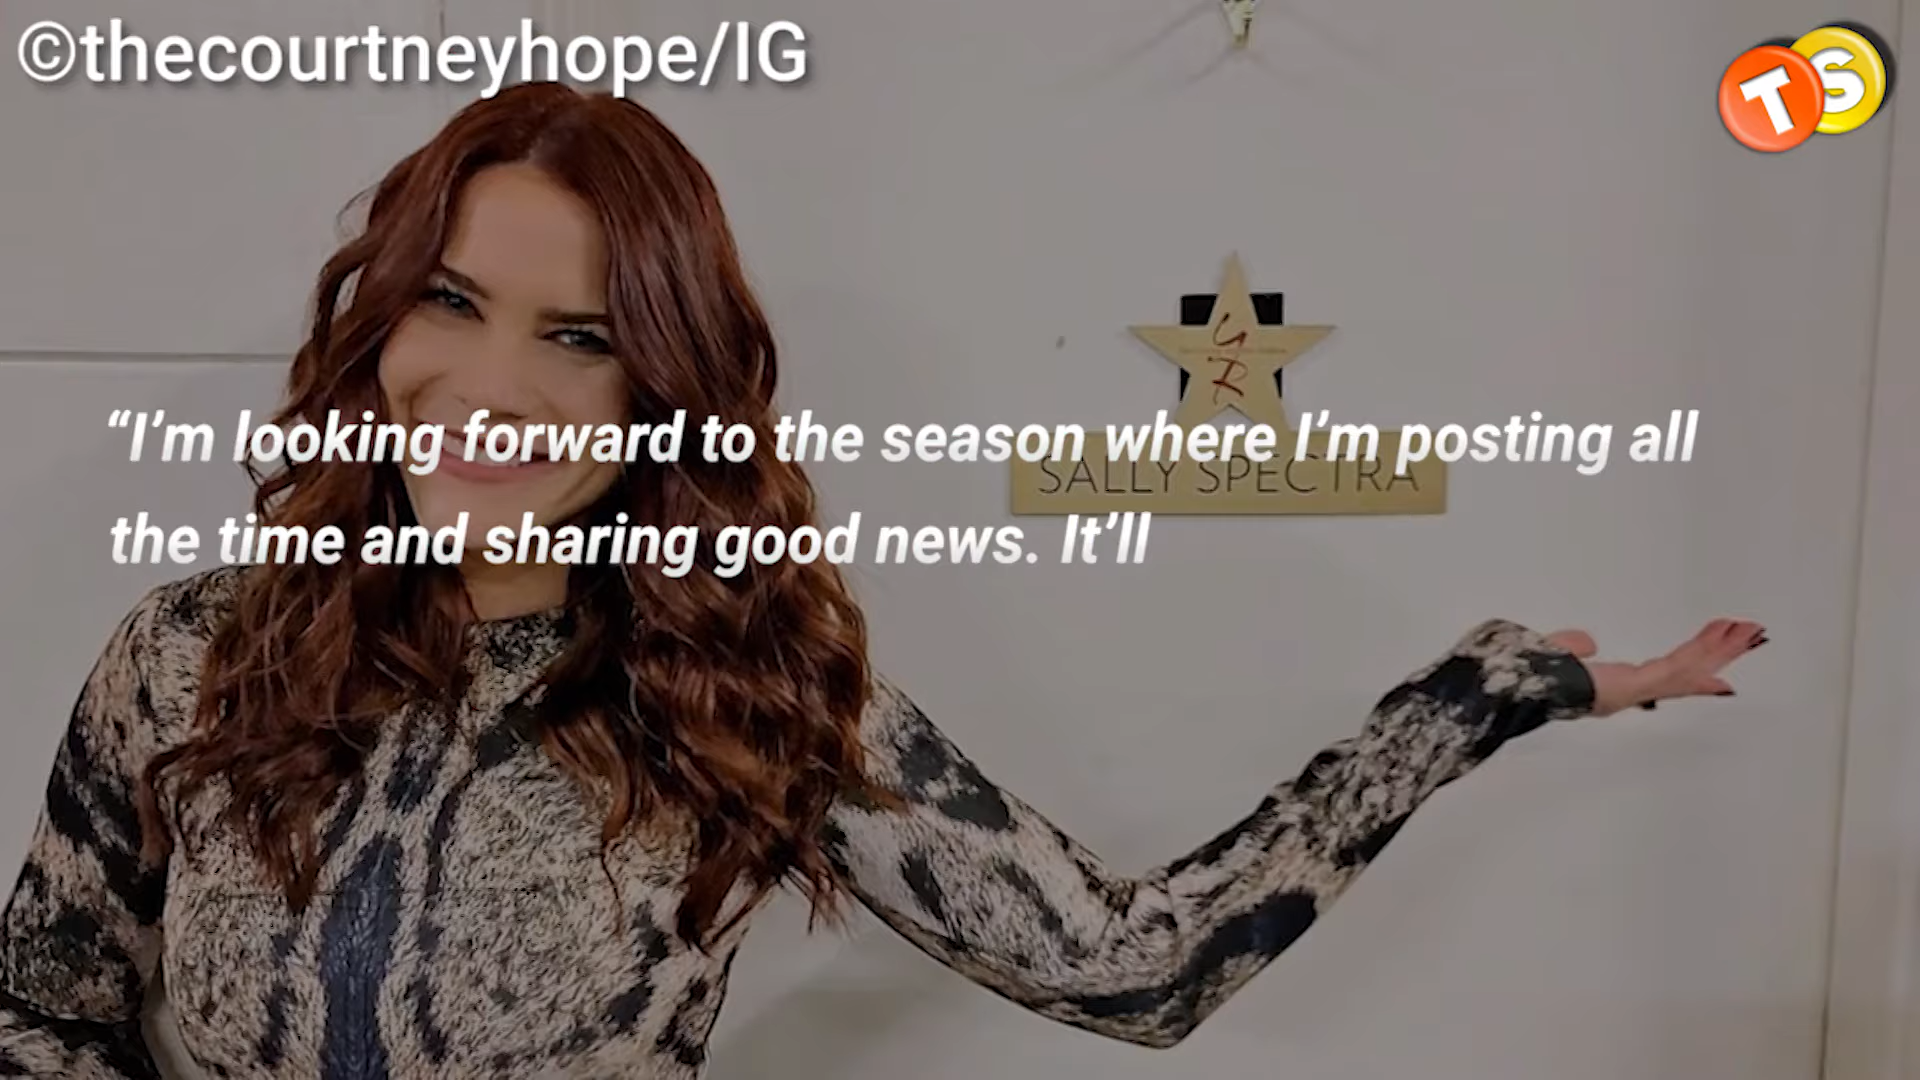 ©thecourtneyhope/IG
TS
YR
“I’m looking forward to the season where I’m posting all
SALLY SPECTRA
the time and sharing good news. It’ll